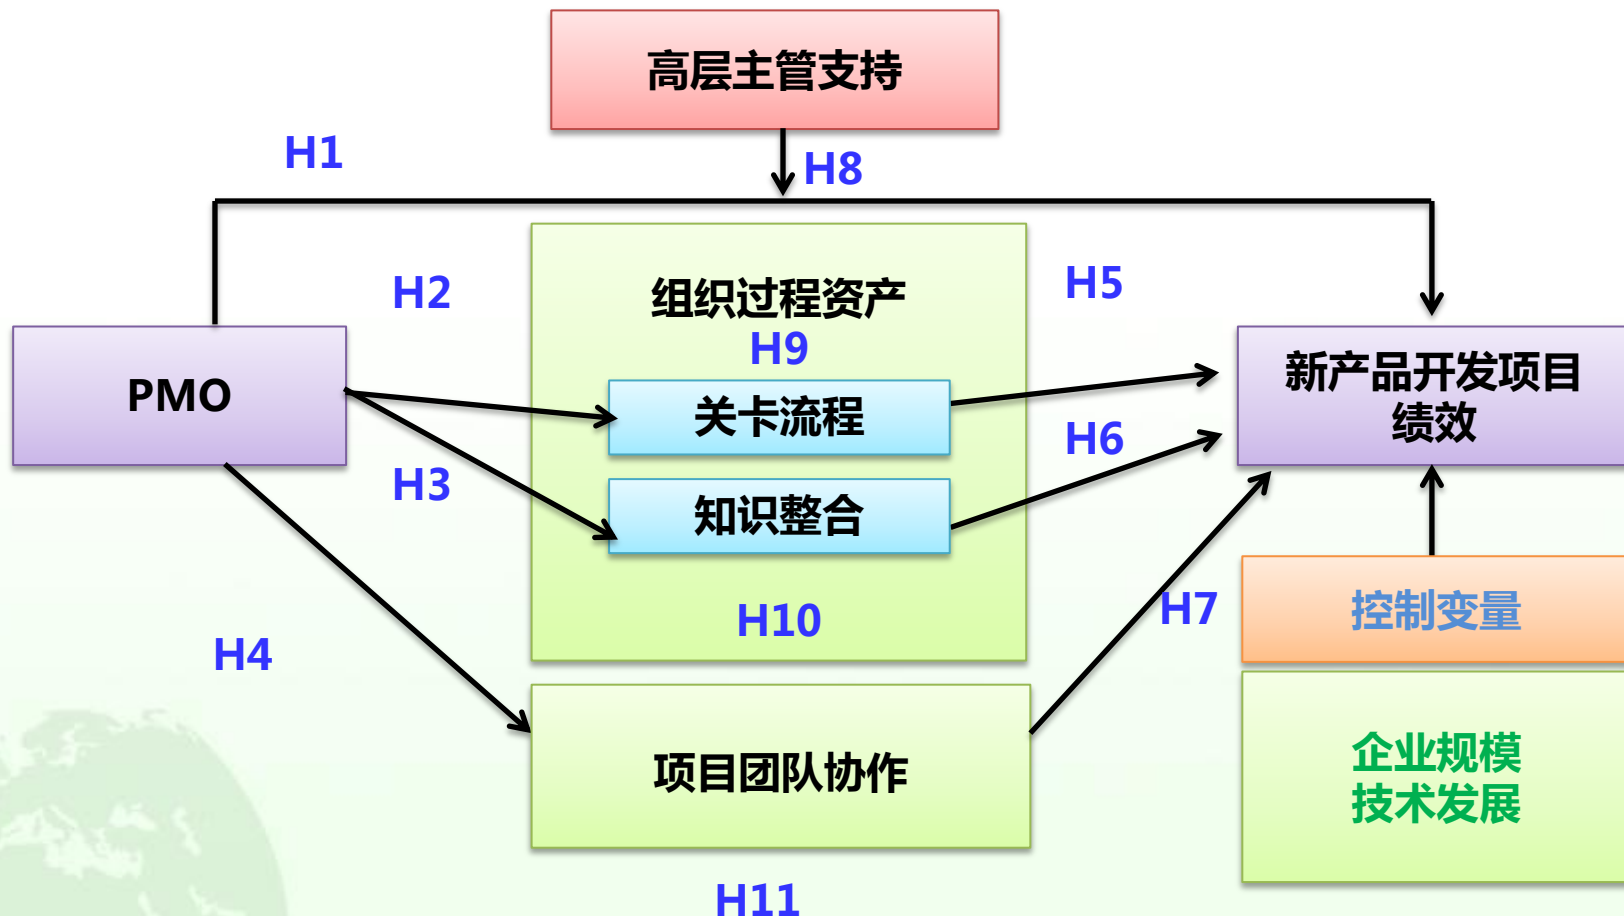 高层主管支持
H1
H8
H2
组织过程资产
H5
H9
PMO
关卡流程
新产品开发项目
绩效
H6
H3
知识整合
H10
H7
控制变量
H4
项目团队协作
企业规模
技术发展
H11